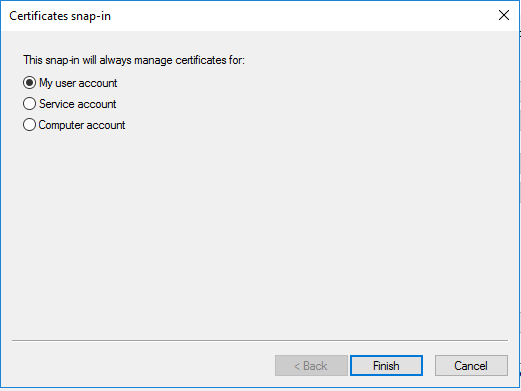 Certificates snap-in
This snap-in will always manage certificates for:
My user account
Service account
Computer account
< Back
Finish
Cancel